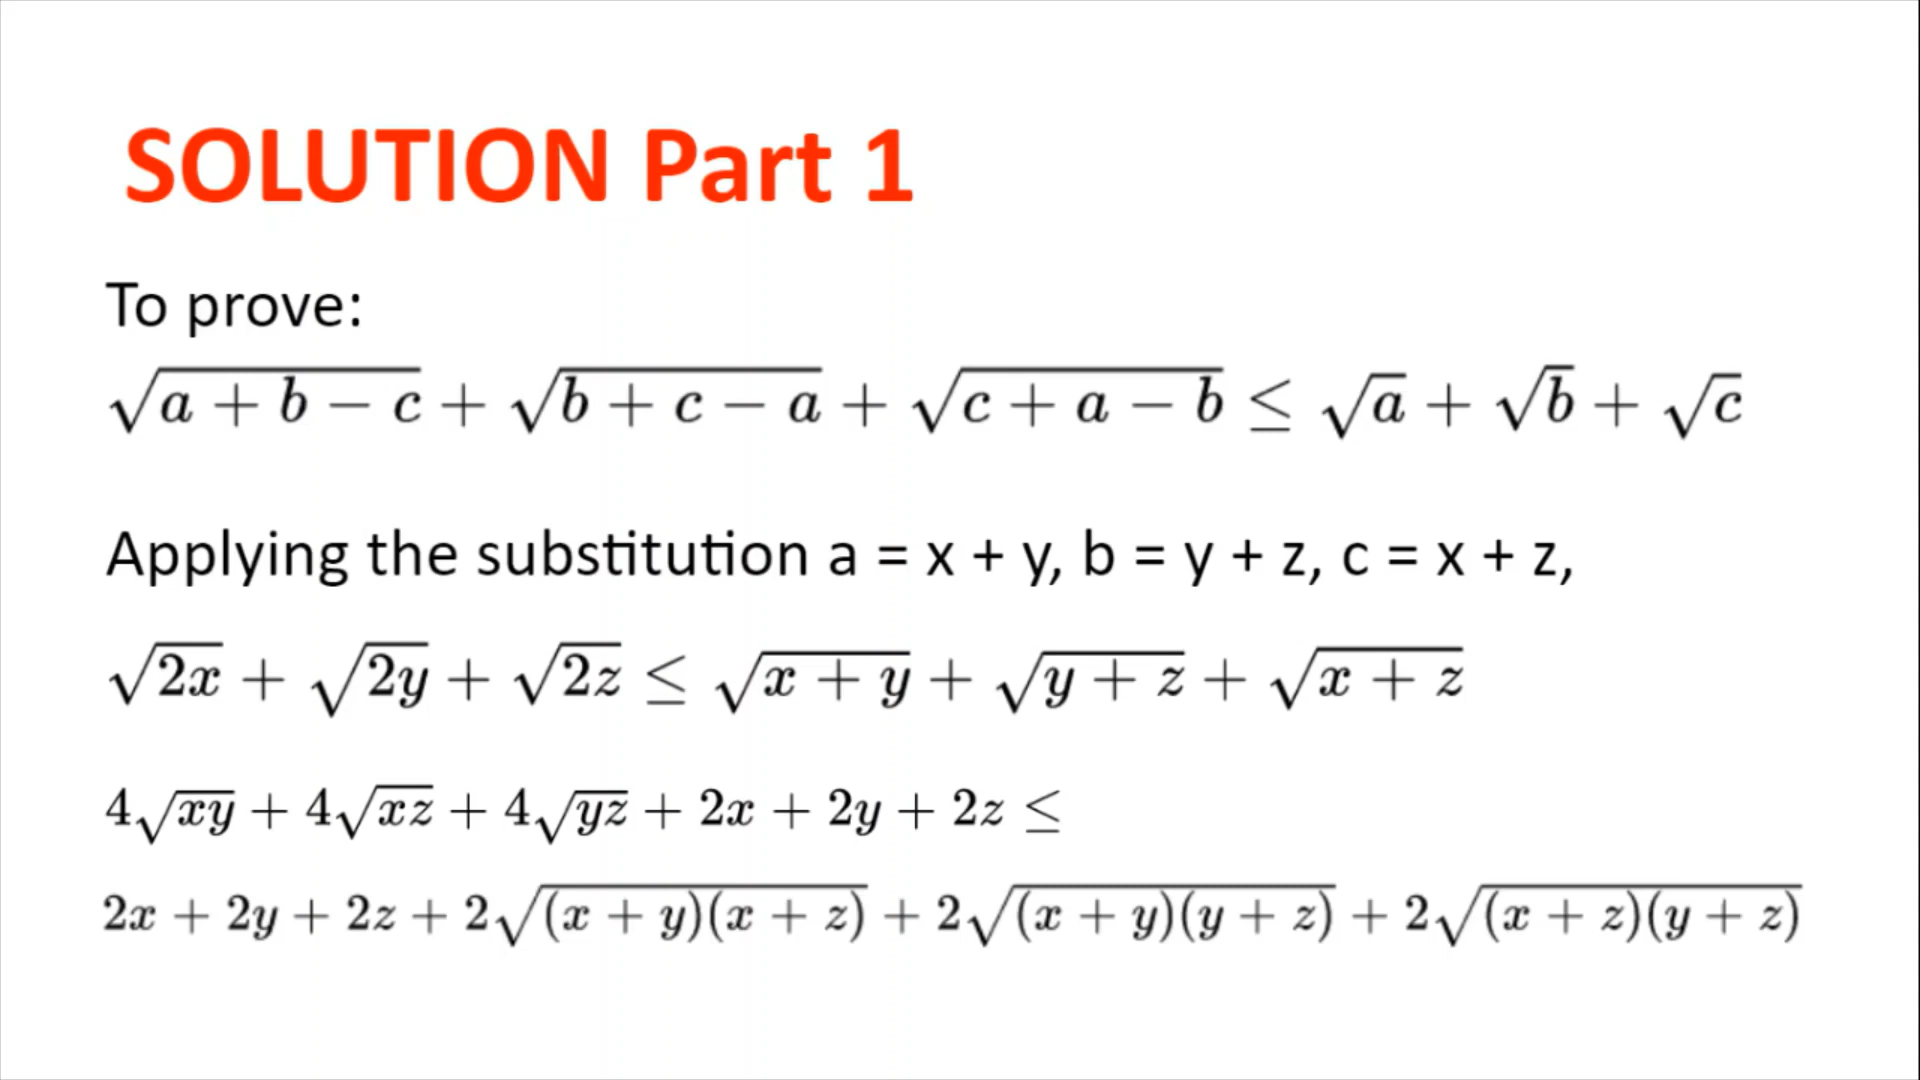 SOLUTION Part 1
To prove:
√(a + b − c) + √(b + c − a) + √(c + a − b) ≤ √a + √b + √c
Applying the substitution a = x + y, b = y + z, c = x + z,
√(2x) + √(2y) + √(2z) ≤ √(x + y) + √(y + z) + √(x + z)
4√(xy) + 4√(xz) + 4√(yz) + 2x + 2y + 2z ≤
2x + 2y + 2z + 2√((x + y)(x + z)) + 2√((x + y)(y + z)) + 2√((x + z)(y + z))